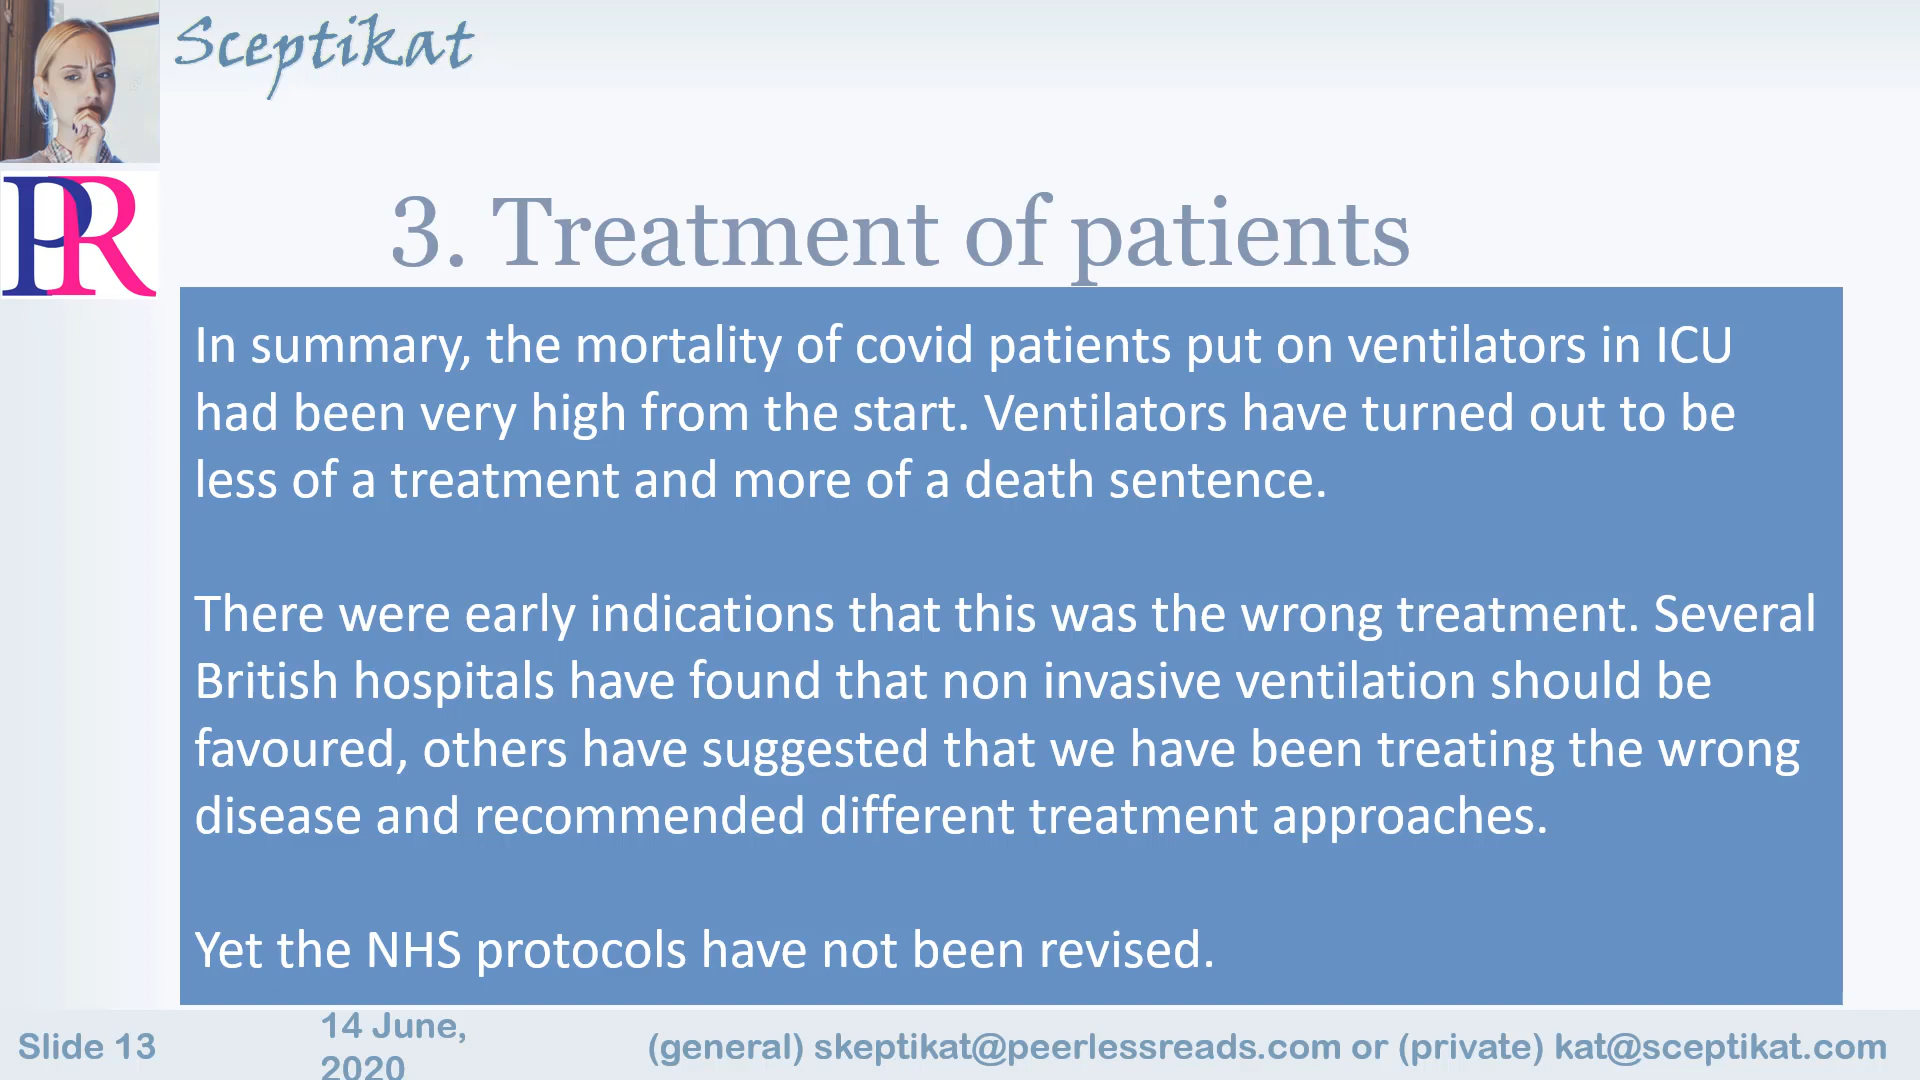 Sceptikat
PR
3. Treatment of patients
In summary, the mortality of covid patients put on ventilators in ICU
had been very high from the start. Ventilators have turned out to be
less of a treatment and more of a death sentence.
There were early indications that this was the wrong treatment. Several
British hospitals have found that non invasive ventilation should be
favoured, others have suggested that we have been treating the wrong
disease and recommended different treatment approaches.
Yet the NHS protocols have not been revised.
Slide 13
14 June,
2020
(general) skeptikat@peerlessreads.com or (private) kat@sceptikat.com